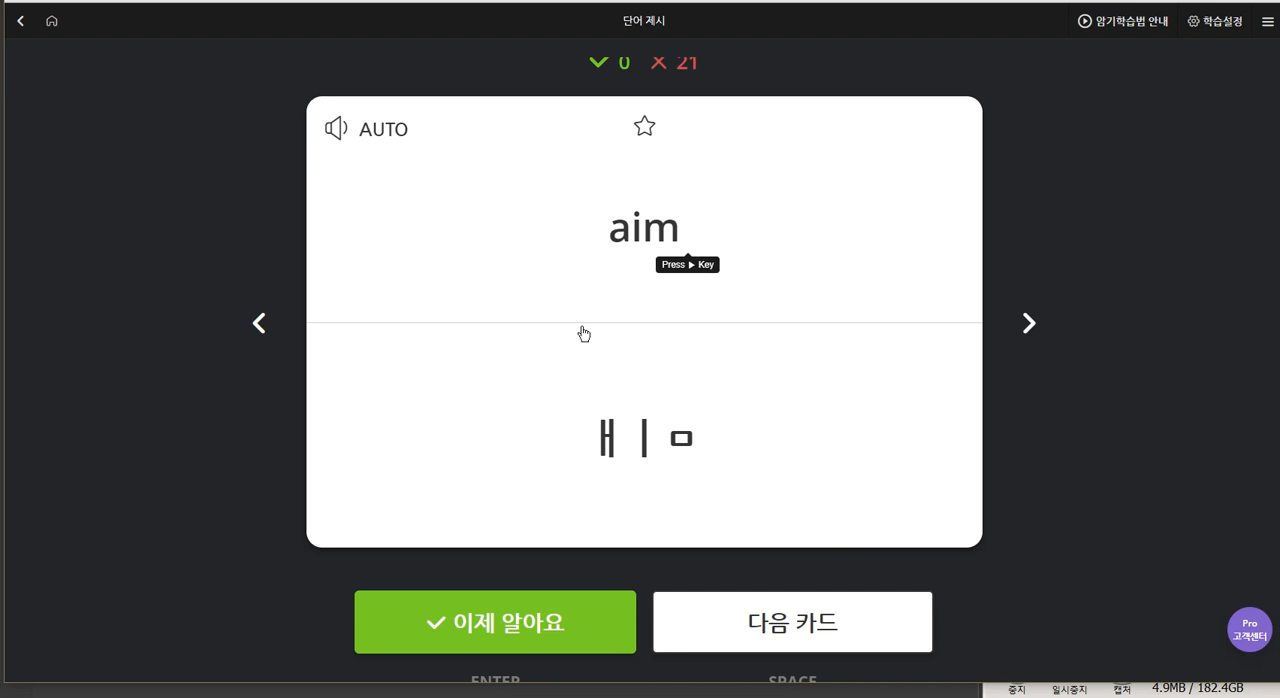 단어 제시
암기학습법 안내
학습설정
0 21
AUTO
aim
Press ▶ Key
ㅔ ㅣ ㅁ
이제 알아요
다음 카드
Pro
고객센터
ENTER
SPACE
중지
일시중지
캡처
4.9MB / 182.4GB